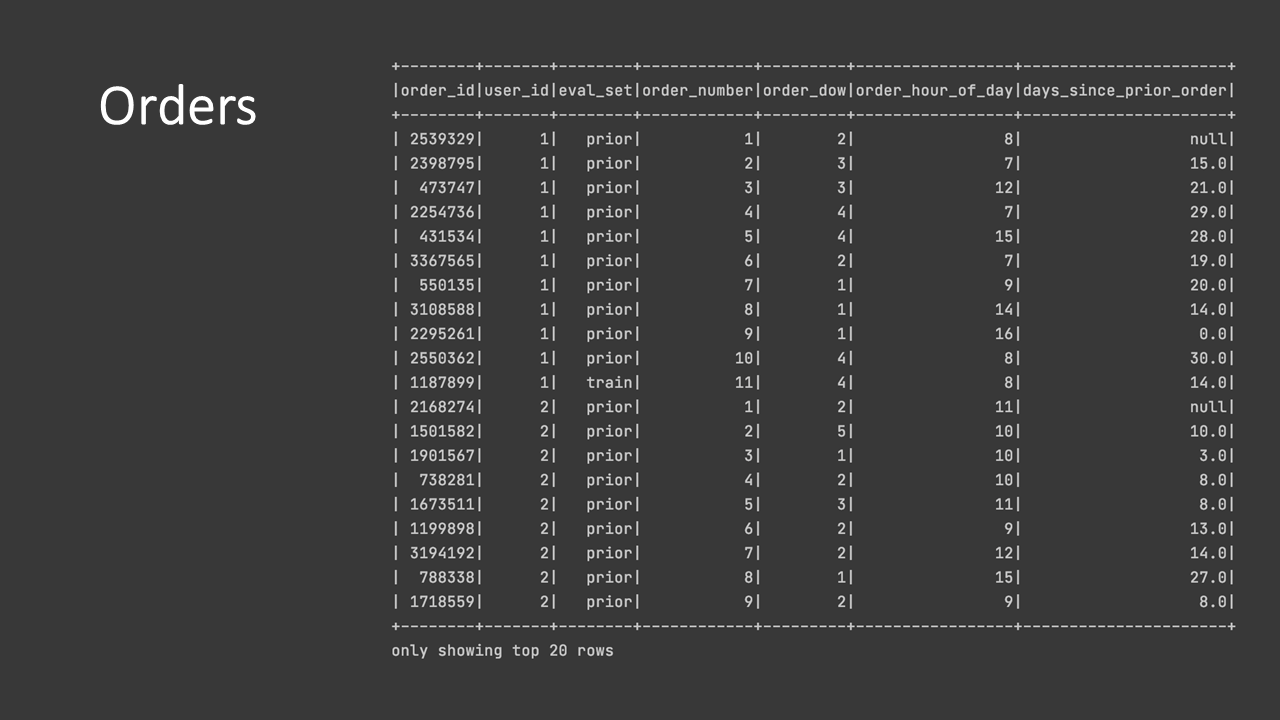 Orders
+--------+-------+--------+------------+---------+-----------------+----------------------+
|order_id|user_id|eval_set|order_number|order_dow|order_hour_of_day|days_since_prior_order|
+--------+-------+--------+------------+---------+-----------------+----------------------+
| 2539329|      1|   prior|           1|        2|                8|                  null|
| 2398795|      1|   prior|           2|        3|                7|                  15.0|
|  473747|      1|   prior|           3|        3|               12|                  21.0|
| 2254736|      1|   prior|           4|        4|                7|                  29.0|
|  431534|      1|   prior|           5|        4|               15|                  28.0|
| 3367565|      1|   prior|           6|        2|                7|                  19.0|
|  550135|      1|   prior|           7|        1|                9|                  20.0|
| 3108588|      1|   prior|           8|        1|               14|                  14.0|
| 2295261|      1|   prior|           9|        1|               16|                   0.0|
| 2550362|      1|   prior|          10|        4|                8|                  30.0|
| 1187899|      1|   train|          11|        4|                8|                  14.0|
| 2168274|      2|   prior|           1|        2|               11|                  null|
| 1501582|      2|   prior|           2|        5|               10|                  10.0|
| 1901567|      2|   prior|           3|        1|               10|                   3.0|
|  738281|      2|   prior|           4|        2|               10|                   8.0|
| 1673511|      2|   prior|           5|        3|               11|                   8.0|
| 1199898|      2|   prior|           6|        2|                9|                  13.0|
| 3194192|      2|   prior|           7|        2|               12|                  14.0|
|  788338|      2|   prior|           8|        1|               15|                  27.0|
| 1718559|      2|   prior|           9|        2|                9|                   8.0|
+--------+-------+--------+------------+---------+-----------------+----------------------+
only showing top 20 rows